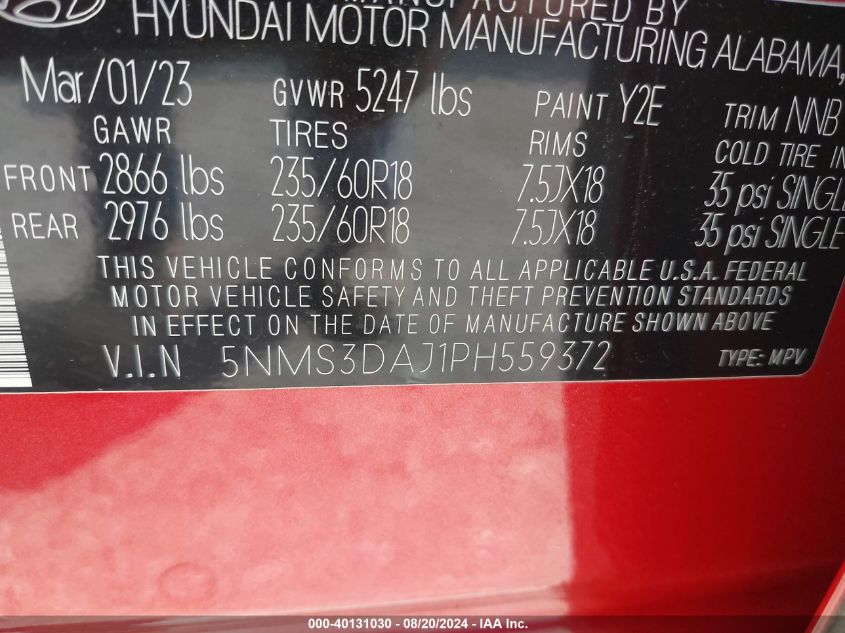 MANUFACTURED BY
HYUNDAI MOTOR MANUFACTURING ALABAMA,
Mar/01/23 GVWR 5247 lbs PAINT Y2E TRIM NNB
GAWR TIRES RIMS COLD TIRE IN
FRONT 2866 lbs 235/60R18 7.5JX18 35 psi SINGLE
REAR 2976 lbs 235/60R18 7.5JX18 35 psi SINGLE
THIS VEHICLE CONFORMS TO ALL APPLICABLE U.S.A. FEDERAL
MOTOR VEHICLE SAFETY AND THEFT PREVENTION STANDARDS
IN EFFECT ON THE DATE OF MANUFACTURE SHOWN ABOVE
V.I.N 5NMS3DAJ1PH559372 TYPE: MPV
000-40131030 - 08/20/2024 - IAA Inc.